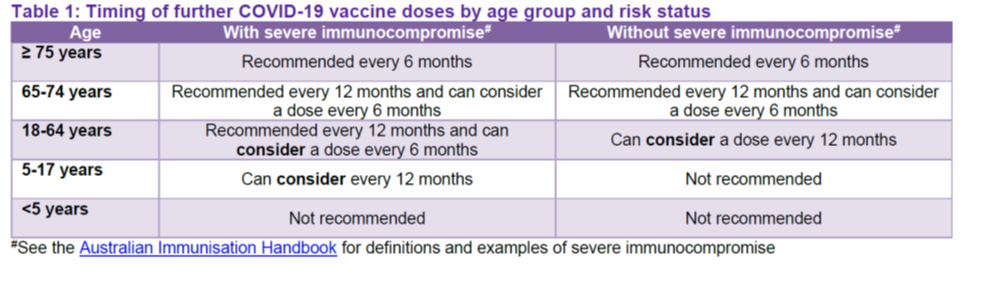 Table 1: Timing of further COVID-19 vaccine doses by age group and risk status
Age
With severe immunocompromise#
Without severe immunocompromise#
≥ 75 years
Recommended every 6 months
Recommended every 6 months
65-74 years
Recommended every 12 months and can consider
a dose every 6 months
Recommended every 12 months and can consider
a dose every 6 months
18-64 years
Recommended every 12 months and can
consider a dose every 6 months
Can consider a dose every 12 months
5-17 years
Can consider every 12 months
Not recommended
<5 years
Not recommended
Not recommended
#See the Australian Immunisation Handbook for definitions and examples of severe immunocompromise